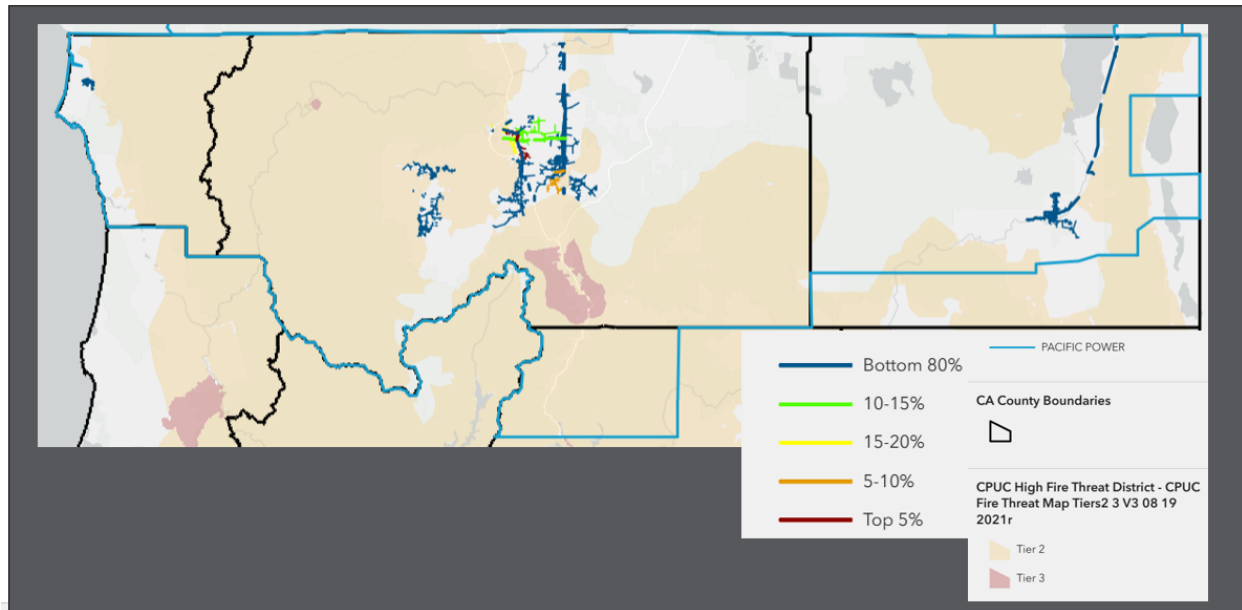 Bottom 80%
10-15%
15-20%
5-10%
Top 5%
PACIFIC POWER
CA County Boundaries
CPUC High Fire Threat District - CPUC
Fire Threat Map Tiers2 3 V3 08 19
2021r
Tier 2
Tier 3